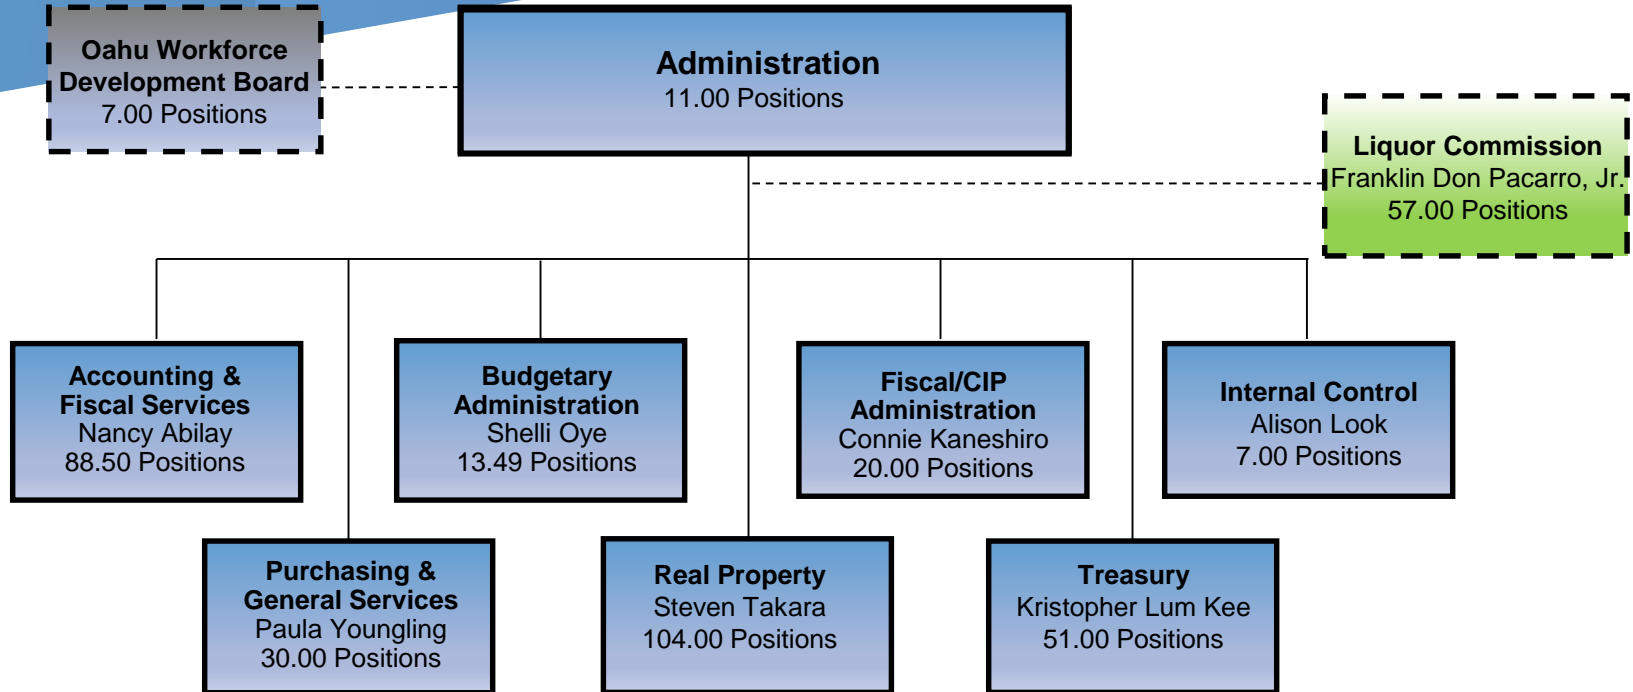 Oahu Workforce
Development Board
7.00 Positions
Administration
11.00 Positions
Liquor Commission
Franklin Don Pacarro, Jr.
57.00 Positions
Accounting &
Fiscal Services
Nancy Abilay
88.50 Positions
Budgetary
Administration
Shelli Oye
13.49 Positions
Fiscal/CIP
Administration
Connie Kaneshiro
20.00 Positions
Internal Control
Alison Look
7.00 Positions
Purchasing &
General Services
Paula Youngling
30.00 Positions
Real Property
Steven Takara
104.00 Positions
Treasury
Kristopher Lum Kee
51.00 Positions